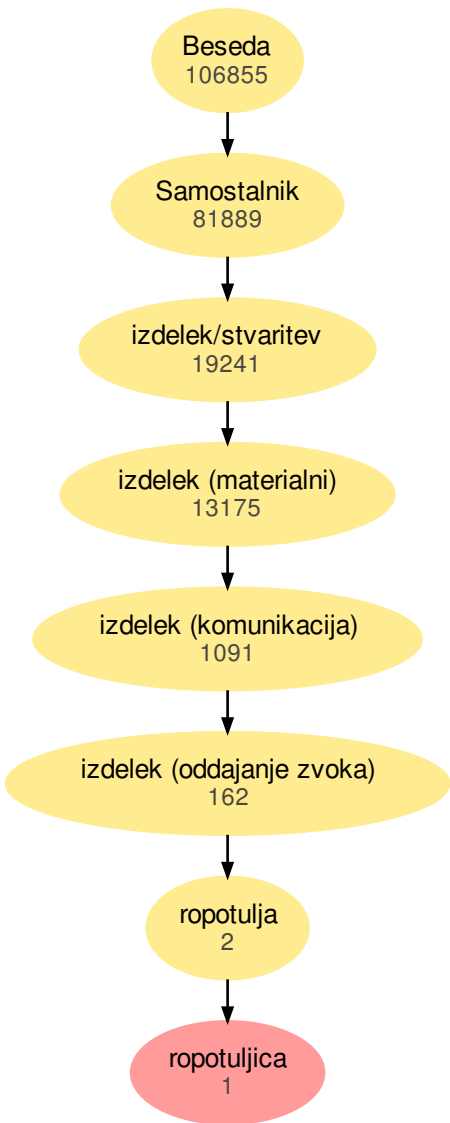 Beseda
106855
Samostalnik
81889
izdelek/stvaritev
19241
izdelek (materialni)
13175
izdelek (komunikacija)
1091
izdelek (oddajanje zvoka)
162
ropotulja
2
ropotuljica
1